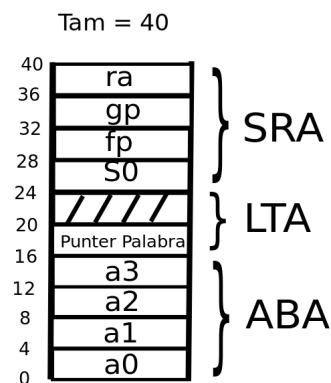 Tam = 40
40
ra
36
gp
32
fp
28
S0
SRA
24
20
LTA
Punter Palabra
16
a3
12
a2
8
a1
4
a0
0
ABA